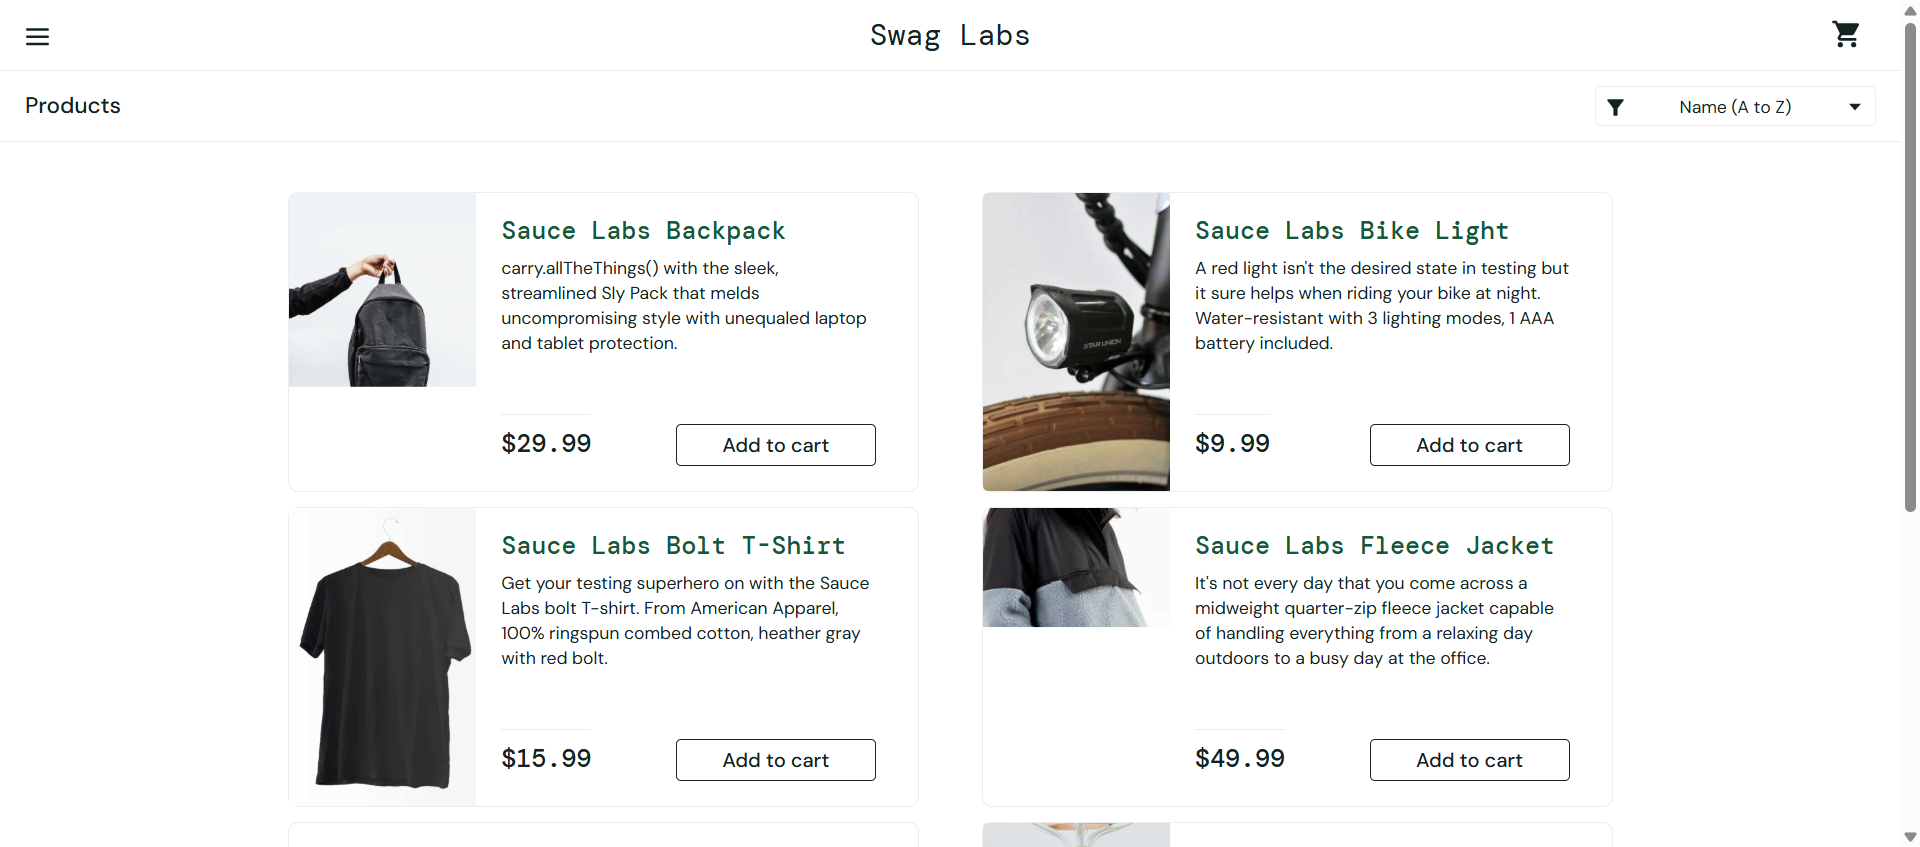 Swag Labs
Products
Name (A to Z)
Sauce Labs Backpack
carry.allTheThings() with the sleek,
streamlined Sly Pack that melds
uncompromising style with unequaled laptop
and tablet protection.
$29.99
Add to cart
Sauce Labs Bike Light
A red light isn't the desired state in testing but
it sure helps when riding your bike at night.
Water-resistant with 3 lighting modes, 1 AAA
battery included.
STAR UNION
$9.99
Add to cart
Sauce Labs Bolt T-Shirt
Get your testing superhero on with the Sauce
Labs bolt T-shirt. From American Apparel,
100% ringspun combed cotton, heather gray
with red bolt.
$15.99
Add to cart
Sauce Labs Fleece Jacket
It's not every day that you come across a
midweight quarter-zip fleece jacket capable
of handling everything from a relaxing day
outdoors to a busy day at the office.
$49.99
Add to cart